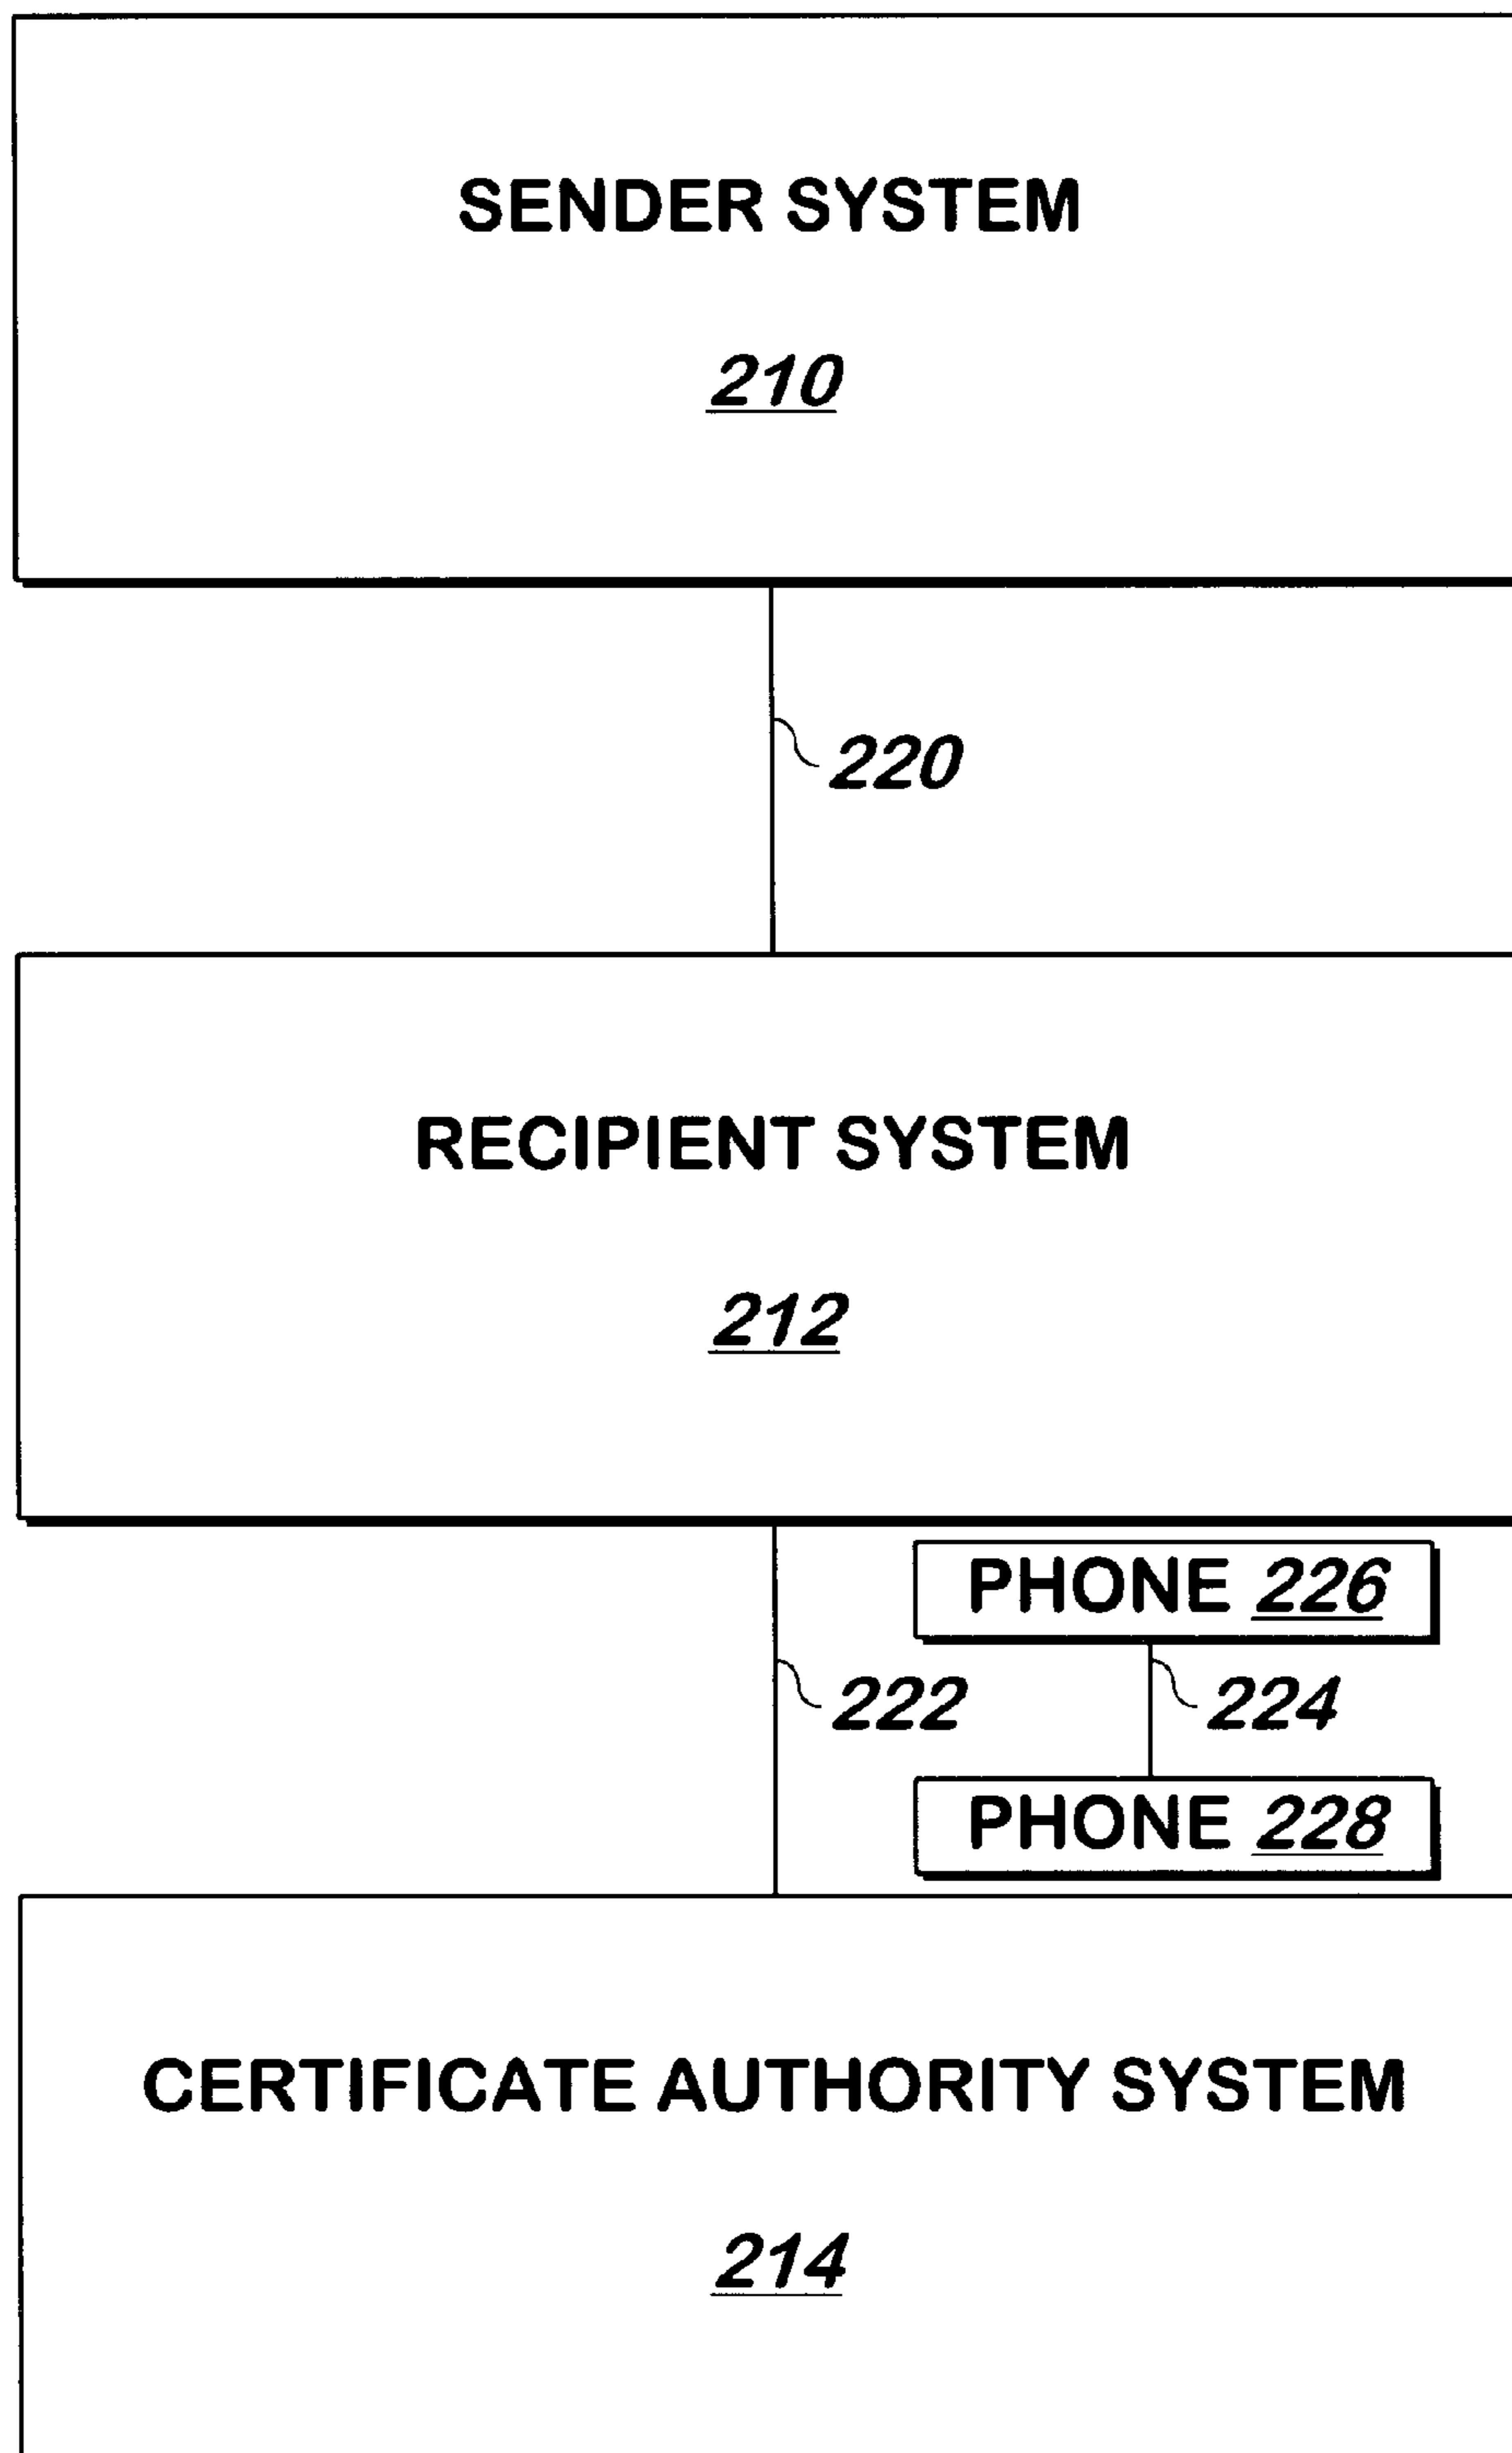 SENDER SYSTEM
210
220
RECIPIENT SYSTEM
212
PHONE 226
222
224
PHONE 228
CERTIFICATE AUTHORITY SYSTEM
214